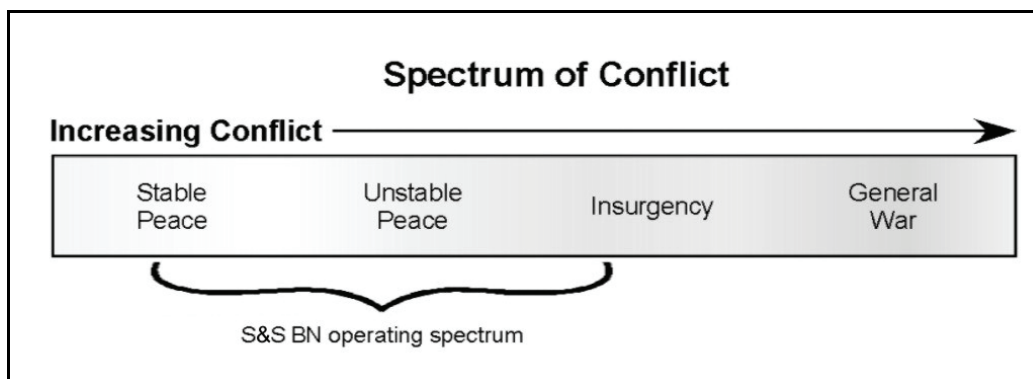 Spectrum of Conflict
Increasing Conflict
Stable
Peace
Unstable
Peace
Insurgency
General
War
S&S BN operating spectrum